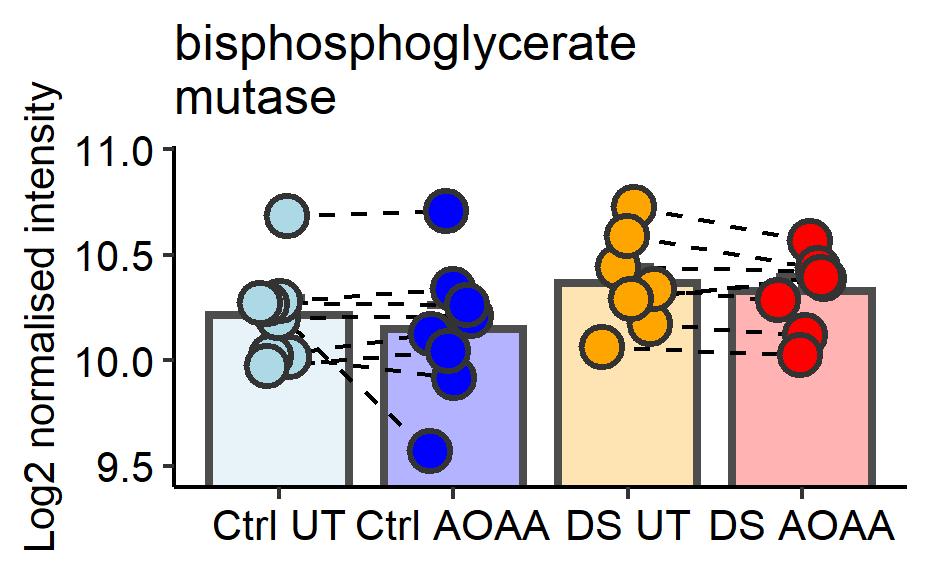 bisphosphoglycerate
mutase
Log2 normalised intensity
11.0
10.5
10.0
9.5
Ctrl UT Ctrl AOAA DS UT DS AOAA